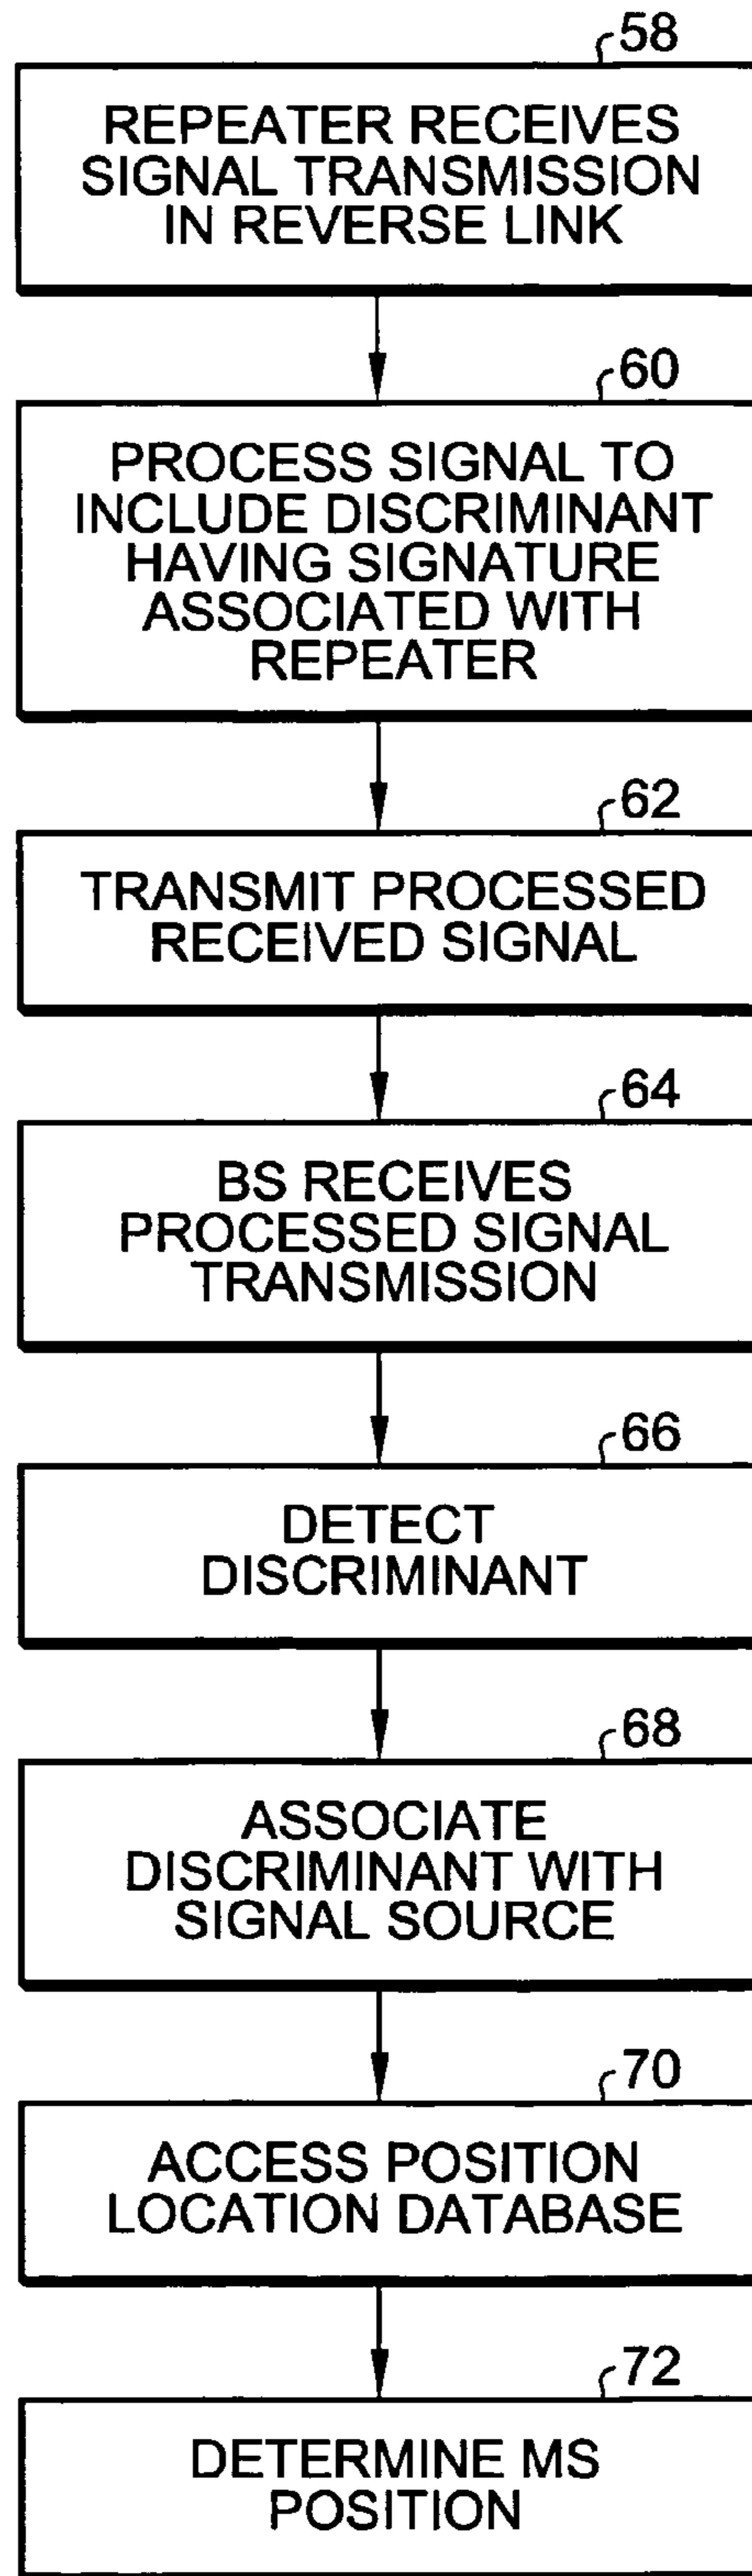 58
REPEATER RECEIVES
SIGNAL TRANSMISSION
IN REVERSE LINK
60
PROCESS SIGNAL TO
INCLUDE DISCRIMINANT
HAVING SIGNATURE
ASSOCIATED WITH
REPEATER
62
TRANSMIT PROCESSED
RECEIVED SIGNAL
64
BS RECEIVES
PROCESSED SIGNAL
TRANSMISSION
66
DETECT
DISCRIMINANT
68
ASSOCIATE
DISCRIMINANT WITH
SIGNAL SOURCE
70
ACCESS POSITION
LOCATION DATABASE
72
DETERMINE MS
POSITION